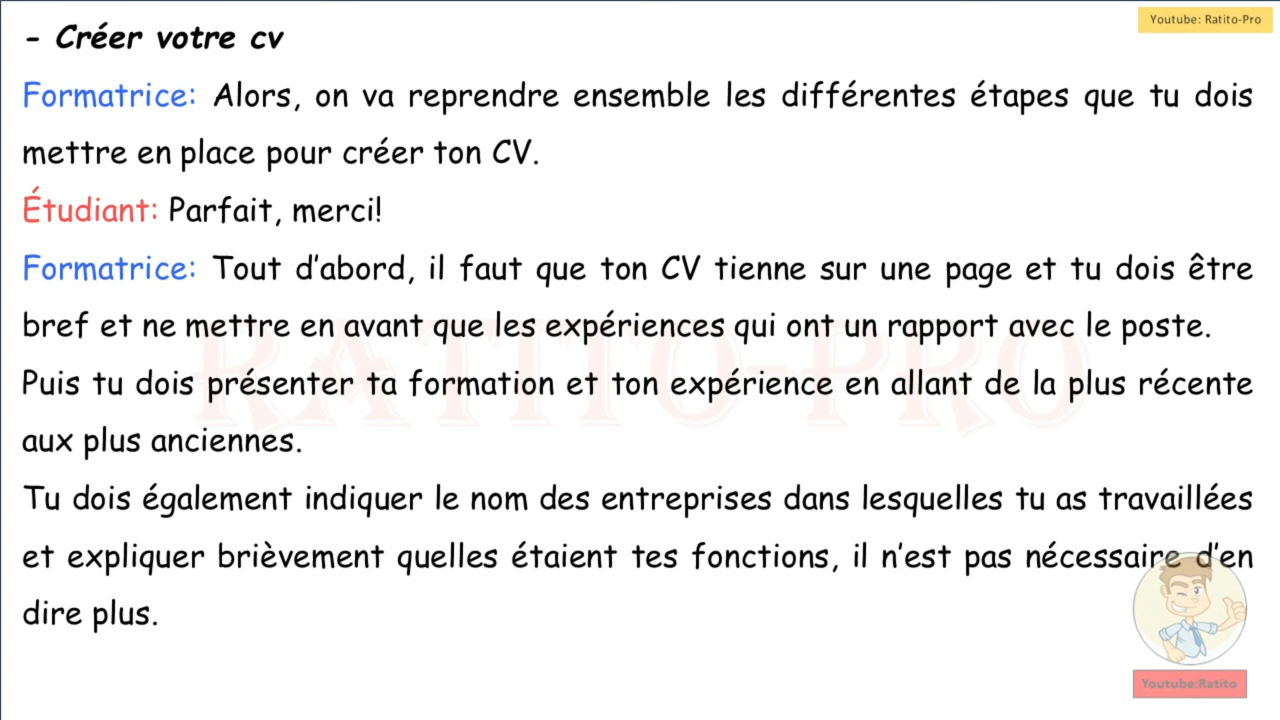 Youtube: Ratito-Pro
- Créer votre cv
Formatrice: Alors, on va reprendre ensemble les différentes étapes que tu dois
mettre en place pour créer ton CV.
Étudiant: Parfait, merci!
Formatrice: Tout d’abord, il faut que ton CV tienne sur une page et tu dois être
bref et ne mettre en avant que les expériences qui ont un rapport avec le poste.
RATITO-PRO
Puis tu dois présenter ta formation et ton expérience en allant de la plus récente
aux plus anciennes.
Tu dois également indiquer le nom des entreprises dans lesquelles tu as travaillées
et expliquer brièvement quelles étaient tes fonctions, il n’est pas nécessaire d’en
dire plus.
Youtube:Ratito